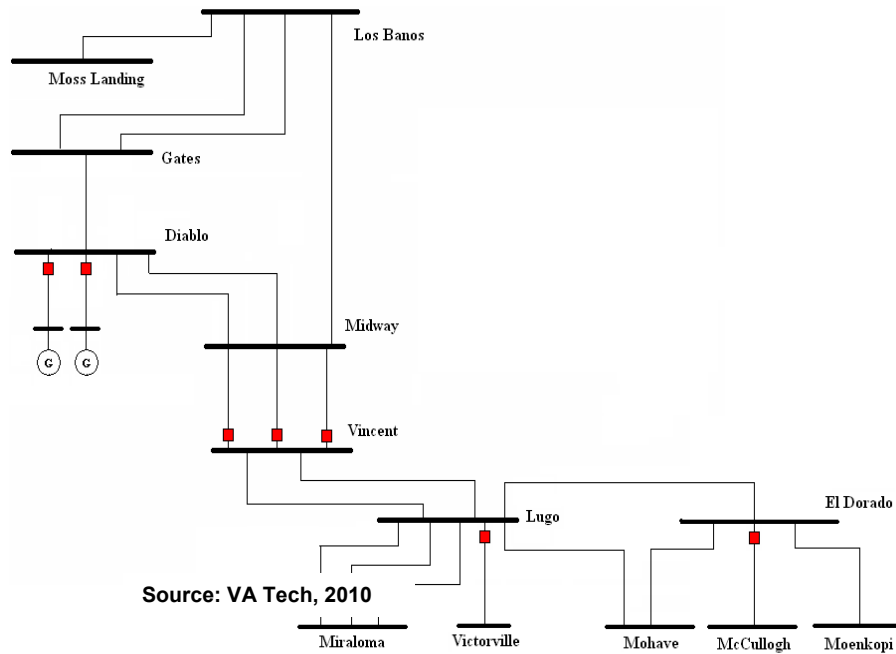 Los Banos
Moss Landing
Gates
Diablo
Midway
G G
Vincent
El Dorado
Lugo
Source: VA Tech, 2010
Miraloma Victorville Mohave McCullogh Moenkopi